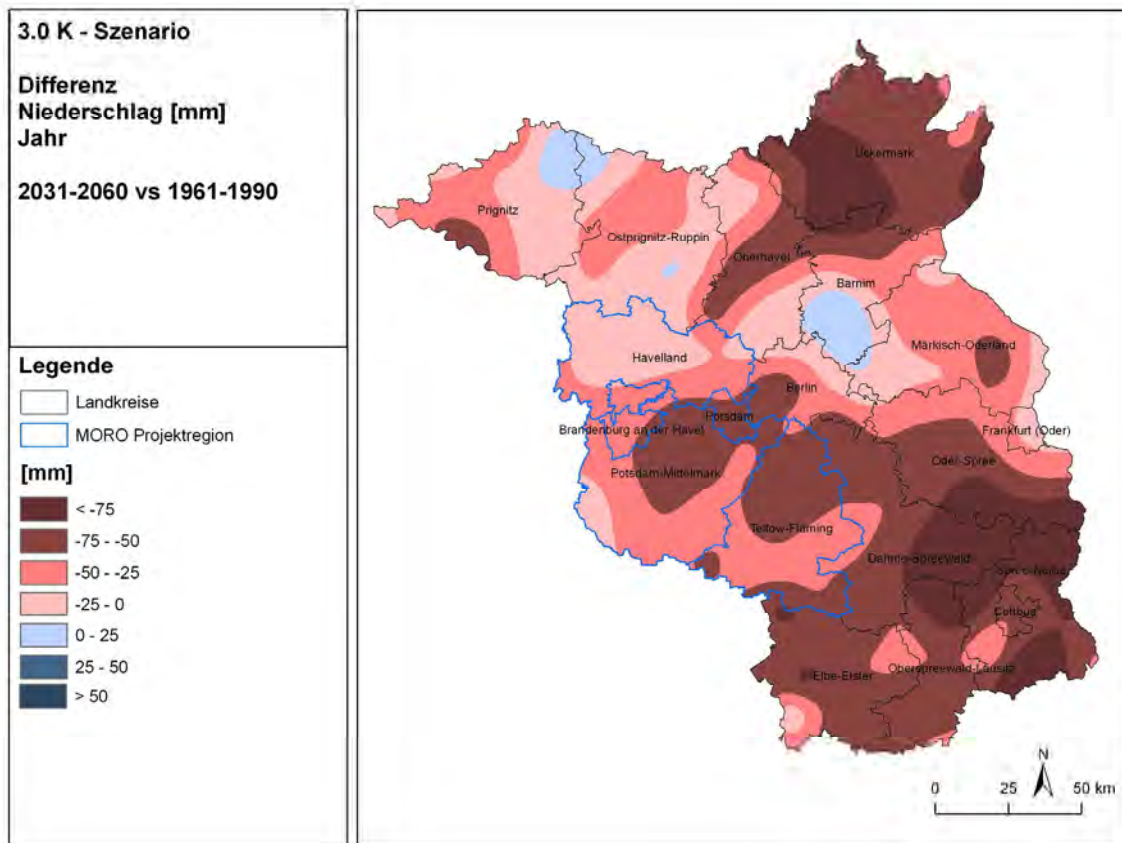 3.0 K - Szenario
Differenz
Niederschlag [mm]
Jahr
2031-2060 vs 1961-1990
Legende
Landkreise
MORO Projektregion
[mm]
< -75
-75 - -50
-50 - -25
-25 - 0
0 - 25
25 - 50
> 50
Uckermark
Prignitz
Ostprignitz-Ruppin
Oberhavel
Barnim
Havelland
Märkisch-Oderland
Berlin
Potsdam
Brandenburg an der Havel
Frankfurt (Oder)
Oder-Spree
Potsdam-Mittelmark
Teltow-Fläming
Dahme-Spreewald
Spree-Neiße
Cottbus
Oberspreewald-Lausitz
Elbe-Elster
N
0 25 50 km